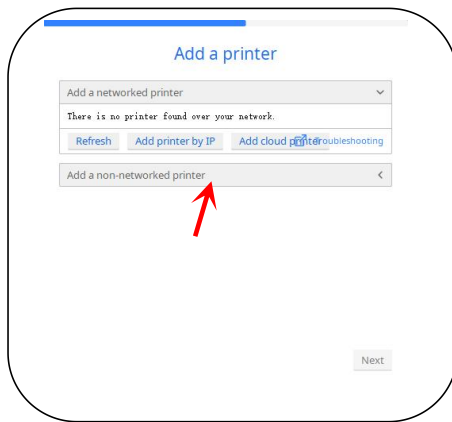 Add a printer
Add a networked printer
There is no printer found over your network.
Refresh Add printer by IP Add cloud printer Troubleshooting
Add a non-networked printer
Next